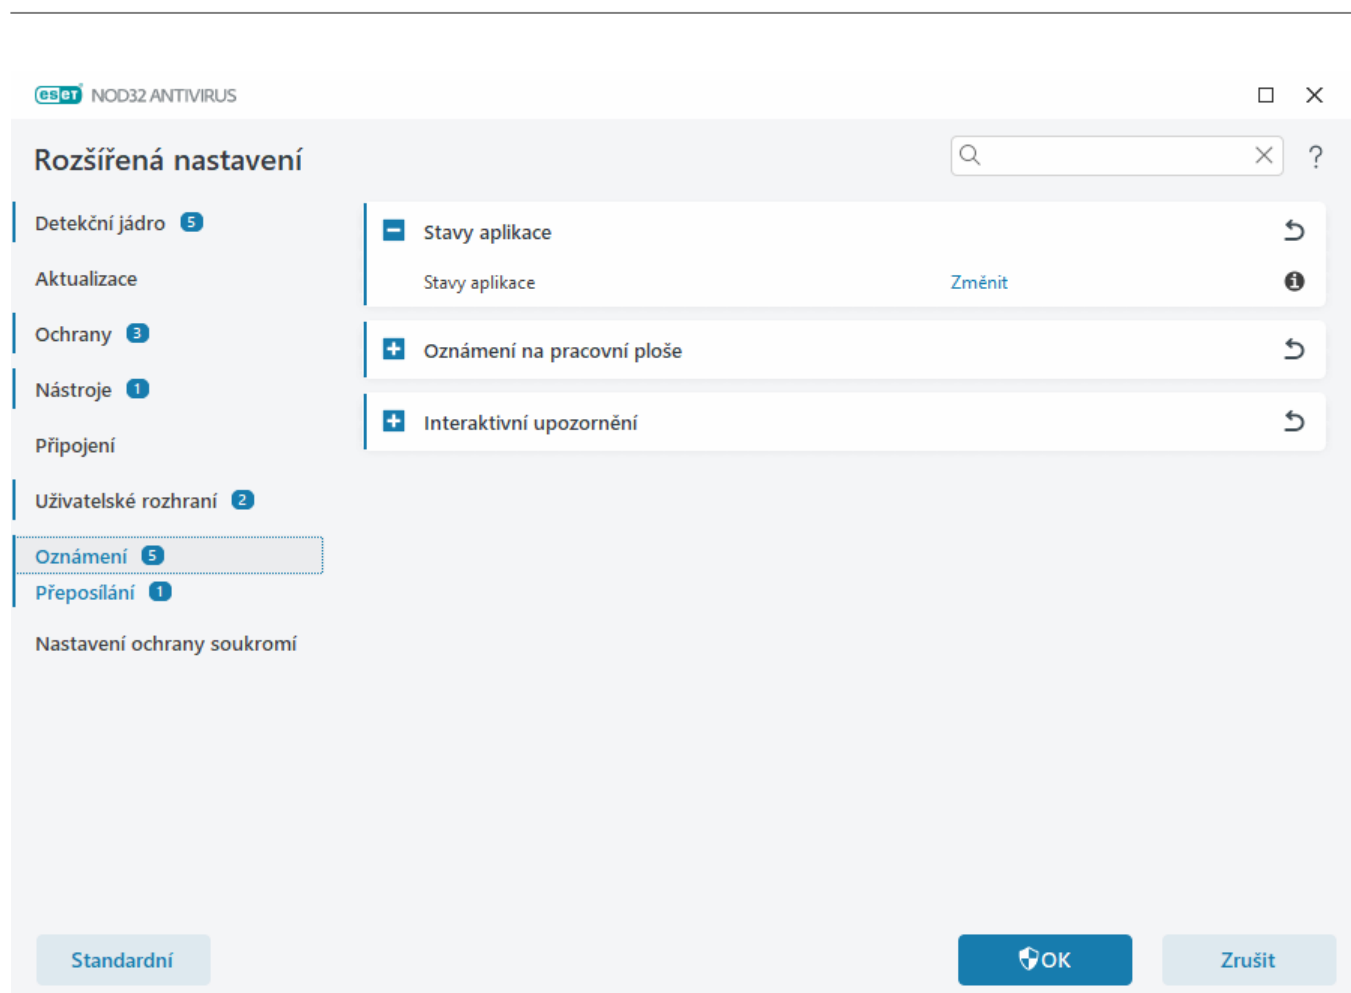 eset NOD32 ANTIVIRUS
Rozšířená nastavení
?
Detekční jádro 5
Aktualizace
Ochrany 3
Nástroje 1
Připojení
Uživatelské rozhraní 2
Oznámení 5
Přeposílání 1
Nastavení ochrany soukromí
Stavy aplikace
Stavy aplikace Změnit
Oznámení na pracovní ploše
Interaktivní upozornění
Standardní
OK
Zrušit